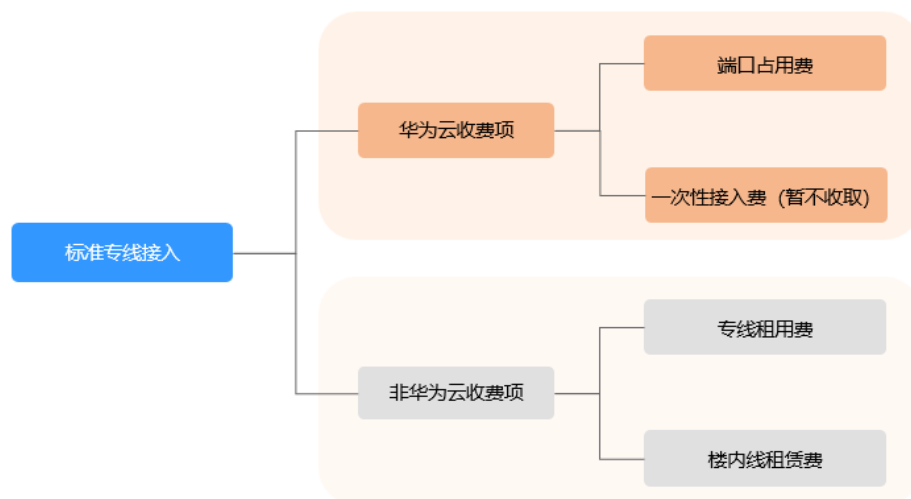 端口占用费
华为云收费项
一次性接入费（暂不收取）
标准专线接入
专线租用费
非华为云收费项
楼内线租赁费